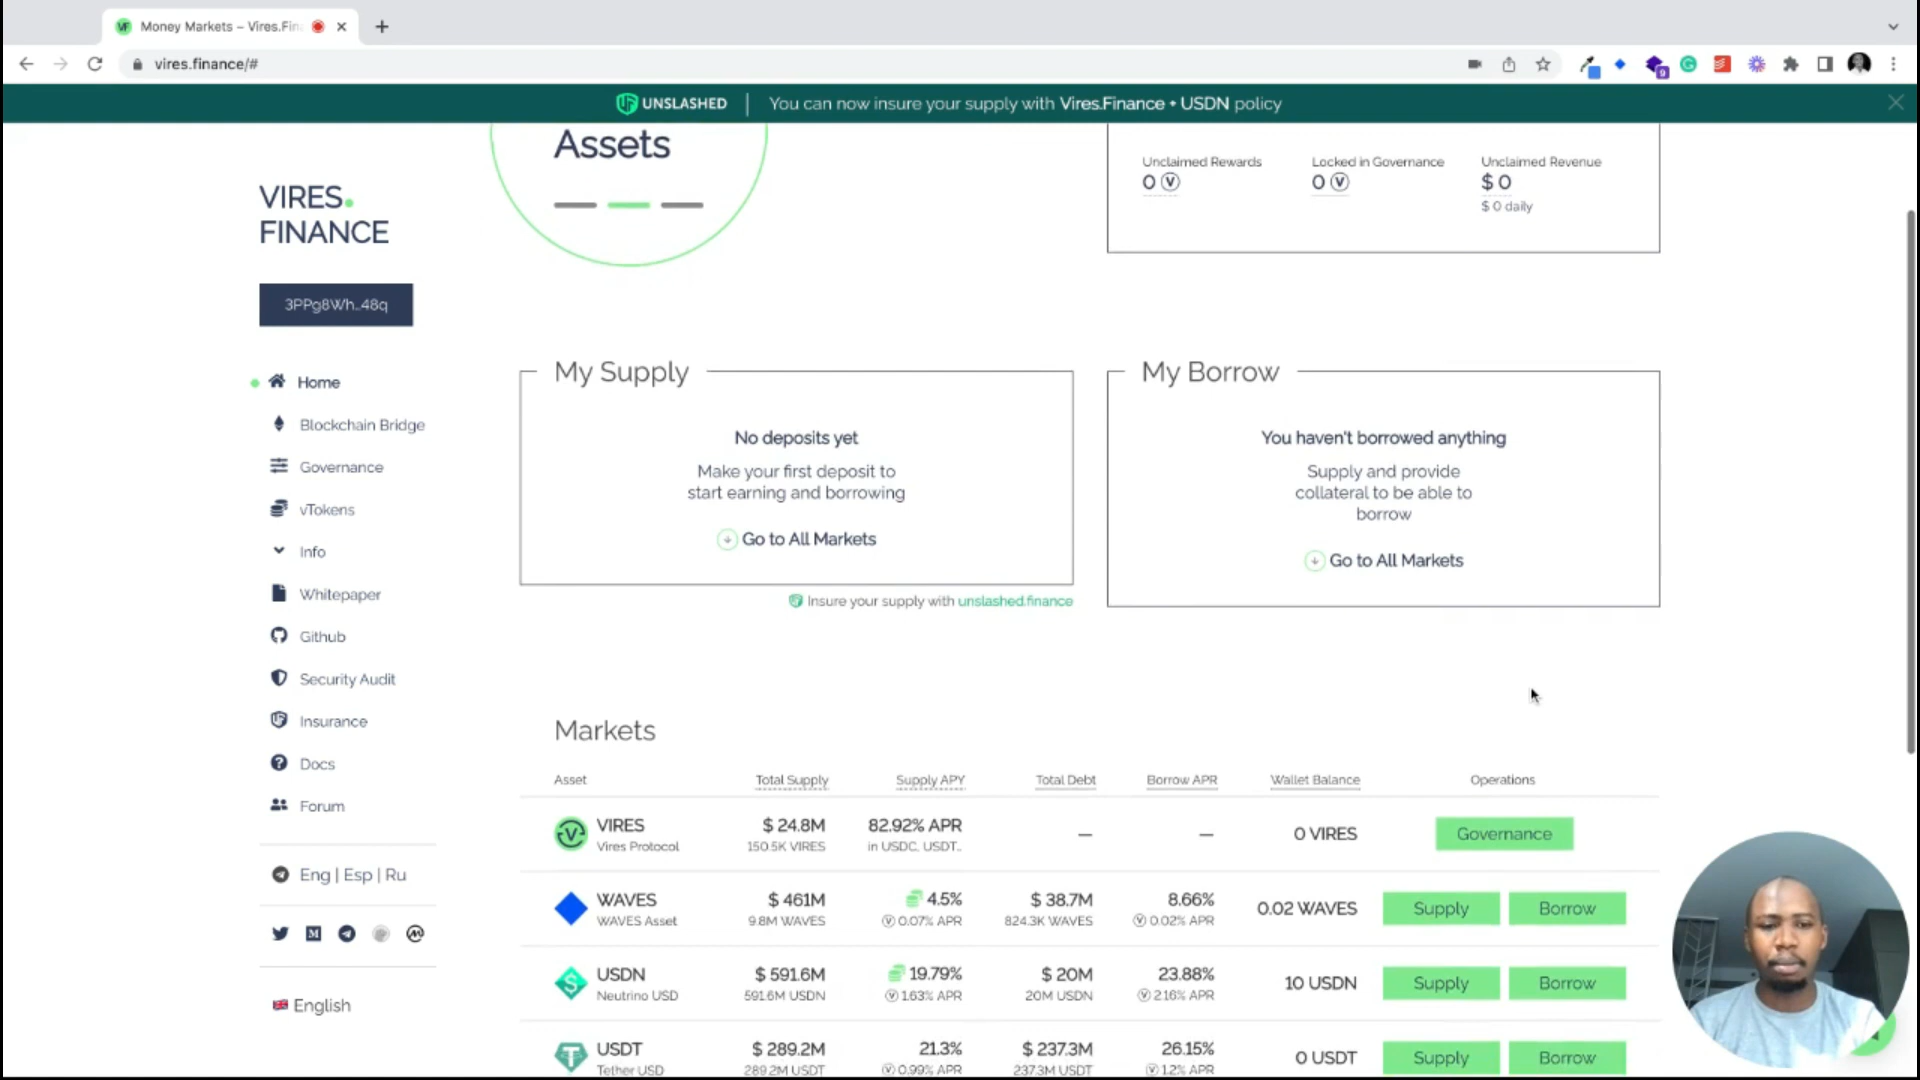 Money Markets – Vires.Fin
vires.finance/#
9
UNSLASHED | You can now insure your supply with Vires.Finance + USDN policy
Assets
Unclaimed Rewards
0
Locked in Governance
0
Unclaimed Revenue
$ 0
$ 0 daily
VIRES.
FINANCE
3PPg8Wh...48q
Home
Blockchain Bridge
Governance
vTokens
Info
Whitepaper
Github
Security Audit
Insurance
Docs
Forum
Eng | Esp | Ru
English
My Supply
No deposits yet
Make your first deposit to
start earning and borrowing
Go to All Markets
Insure your supply with unslashed.finance
My Borrow
You haven't borrowed anything
Supply and provide
collateral to be able to
borrow
Go to All Markets
Markets
Asset Total Supply Supply APY Total Debt Borrow APR Wallet Balance Operations
VIRES $ 24.8M 82.92% APR — — 0 VIRES Governance
Vires Protocol 150.5K VIRES in USDC, USDT...
WAVES $ 461M 4.5% $ 38.7M 8.66% 0.02 WAVES Supply Borrow
WAVES Asset 9.8M WAVES 0.07% APR 824.3K WAVES 0.02% APR
USDN $ 591.6M 19.79% $ 20M 23.88% 10 USDN Supply Borrow
Neutrino USD 591.6M USDN 1.63% APR 20M USDN 2.16% APR
USDT $ 289.2M 21.3% $ 237.3M 26.15% 0 USDT Supply Borrow
Tether USD 289.2M USDT 0.99% APR 237.3M USDT 1.2% APR